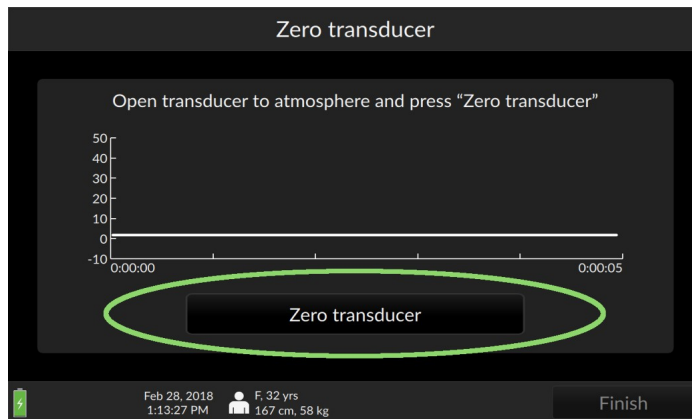 Zero transducer
Open transducer to atmosphere and press “Zero transducer”
50
40
30
20
10
0
-10
0:00:00
0:00:05
Zero transducer
Feb 28, 2018
1:13:27 PM
F, 32 yrs
167 cm, 58 kg
Finish